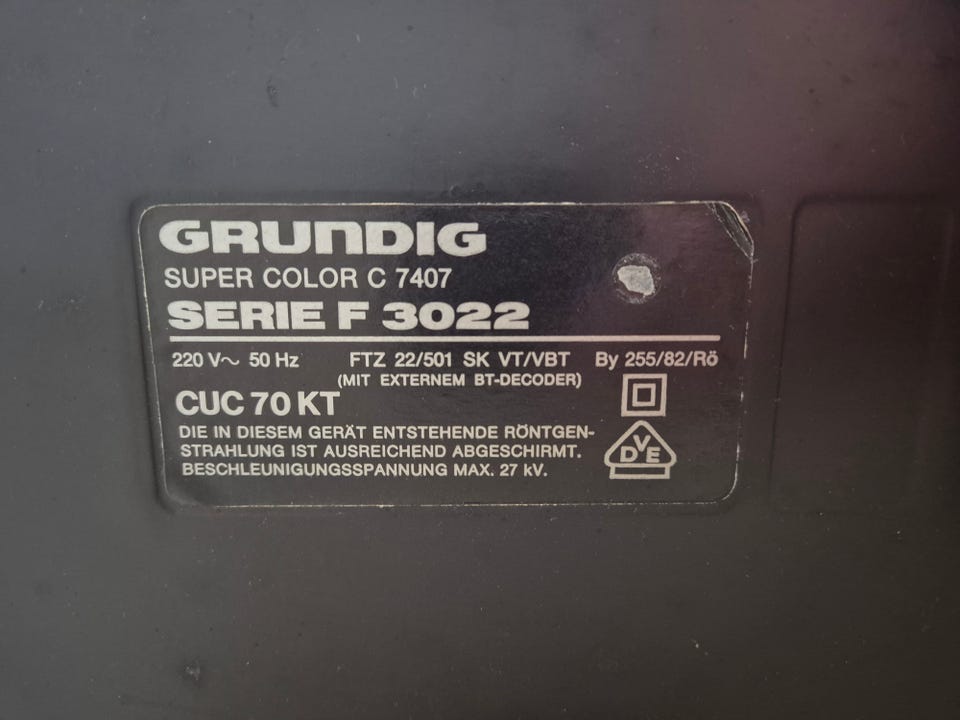 GRUNDIG
SUPER COLOR C 7407
SERIE F 3022
220 V~ 50 Hz FTZ 22/501 SK VT/VBT By 255/82/Rö
(MIT EXTERNEM BT-DECODER)
CUC 70 KT
DIE IN DIESEM GERÄT ENTSTEHENDE RÖNTGEN-
STRAHLUNG IST AUSREICHEND ABGESCHIRMT.
BESCHLEUNIGUNGSSPANNUNG MAX. 27 kV.
DVE